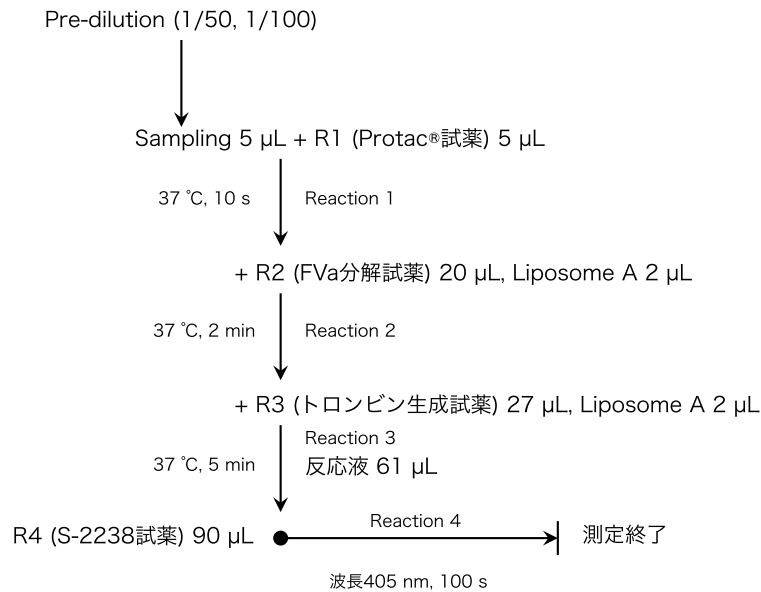 Pre-dilution (1/50, 1/100)
Sampling 5 µL + R1 (Protac®試薬) 5 µL
37 ℃, 10 s
Reaction 1
+ R2 (FVa分解試薬) 20 µL, Liposome A 2 µL
37 ℃, 2 min
Reaction 2
+ R3 (トロンビン生成試薬) 27 µL, Liposome A 2 µL
Reaction 3
37 ℃, 5 min
反応液 61 µL
Reaction 4
R4 (S-2238試薬) 90 µL
測定終了
波長405 nm, 100 s